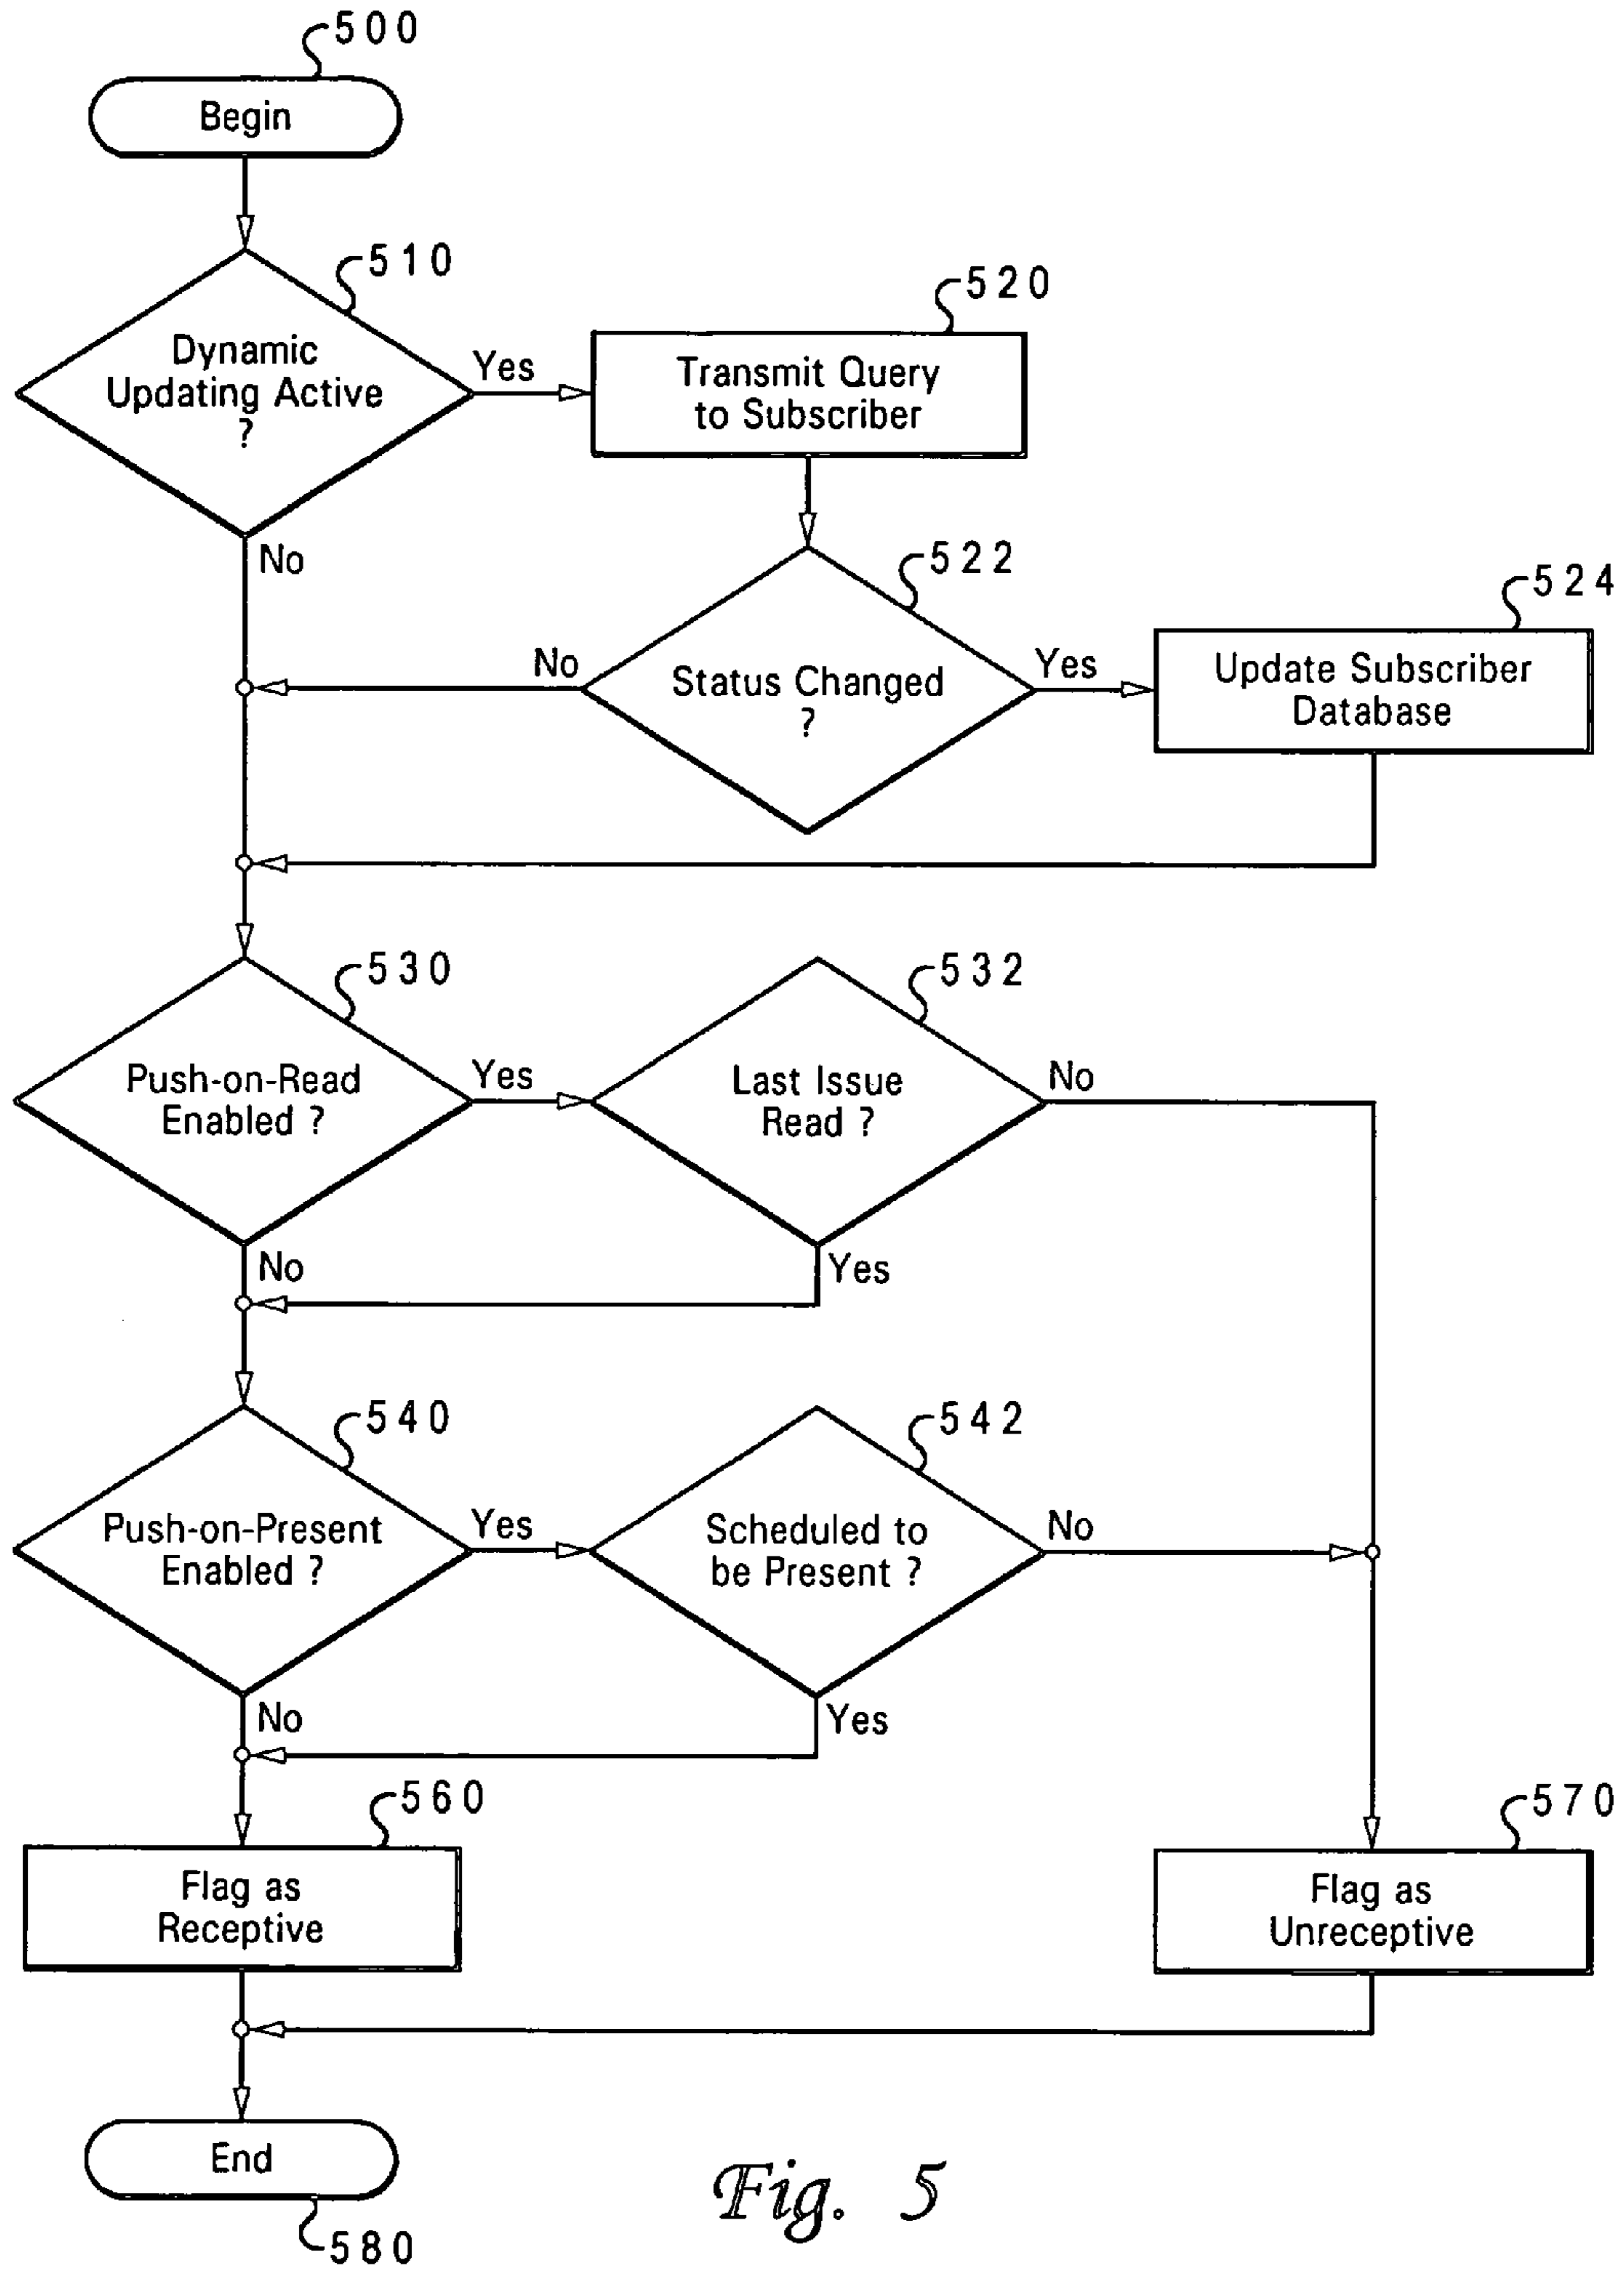 500
Begin
510
Dynamic
Updating Active
?
Yes
520
Transmit Query
to Subscriber
No
522
Status Changed
?
No
Yes
524
Update Subscriber
Database
530
Push-on-Read
Enabled ?
Yes
532
Last Issue
Read ?
No
No
Yes
540
Push-on-Present
Enabled ?
Yes
542
Scheduled to
be Present ?
No
No
Yes
560
Flag as
Receptive
570
Flag as
Unreceptive
End
580
Fig. 5